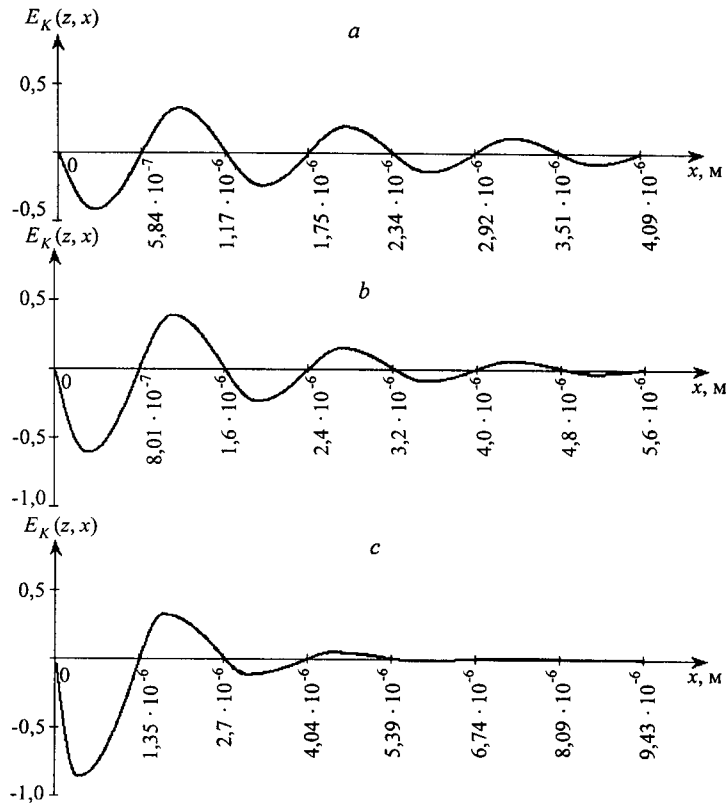 E_K(z, x)
a
0,5
0
x, м
-0,5
5,84 · 10^-7
1,17 · 10^-6
1,75 · 10^-6
2,34 · 10^-6
2,92 · 10^-6
3,51 · 10^-6
4,09 · 10^-6
E_K(z, x)
b
0,5
0
x, м
-0,5
-1,0
8,01 · 10^-7
1,6 · 10^-6
2,4 · 10^-6
3,2 · 10^-6
4,0 · 10^-6
4,8 · 10^-6
5,6 · 10^-6
E_K(z, x)
c
0,5
0
x, м
-0,5
-1,0
1,35 · 10^-6
2,7 · 10^-6
4,04 · 10^-6
5,39 · 10^-6
6,74 · 10^-6
8,09 · 10^-6
9,43 · 10^-6